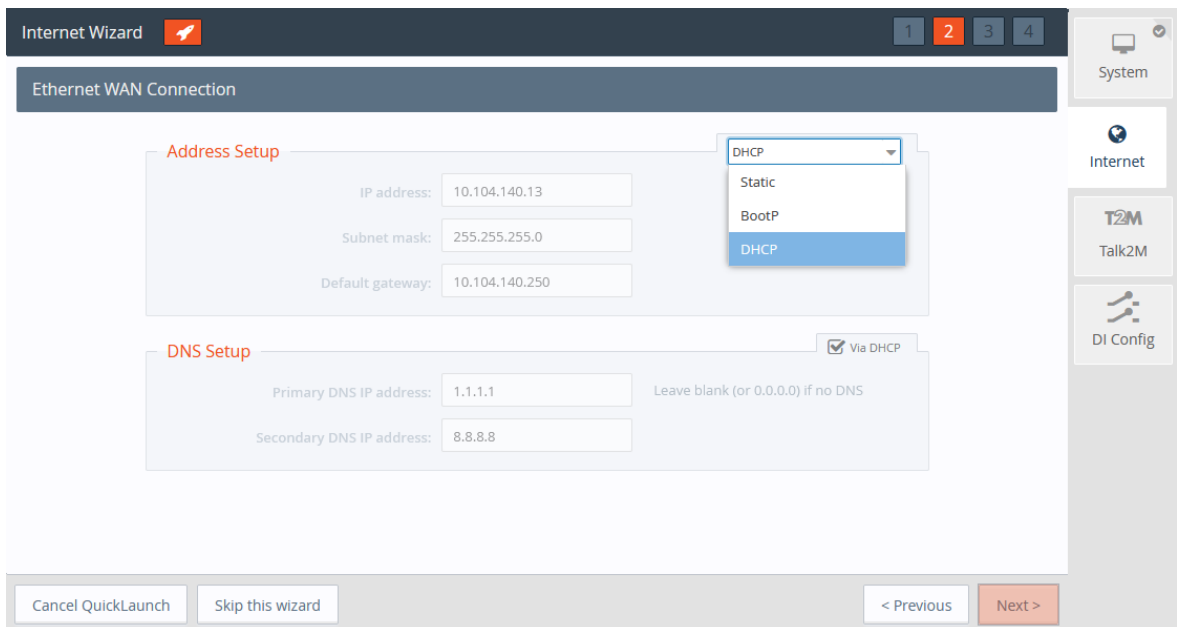 Internet Wizard
1 2 3 4
Ethernet WAN Connection
Address Setup
DHCP
Static
BootP
DHCP
IP address: 10.104.140.13
Subnet mask: 255.255.255.0
Default gateway: 10.104.140.250
DNS Setup
Via DHCP
Primary DNS IP address: 1.1.1.1 Leave blank (or 0.0.0.0) if no DNS
Secondary DNS IP address: 8.8.8.8
Cancel QuickLaunch Skip this wizard < Previous Next >
System
Internet
T2M
Talk2M
DI Config